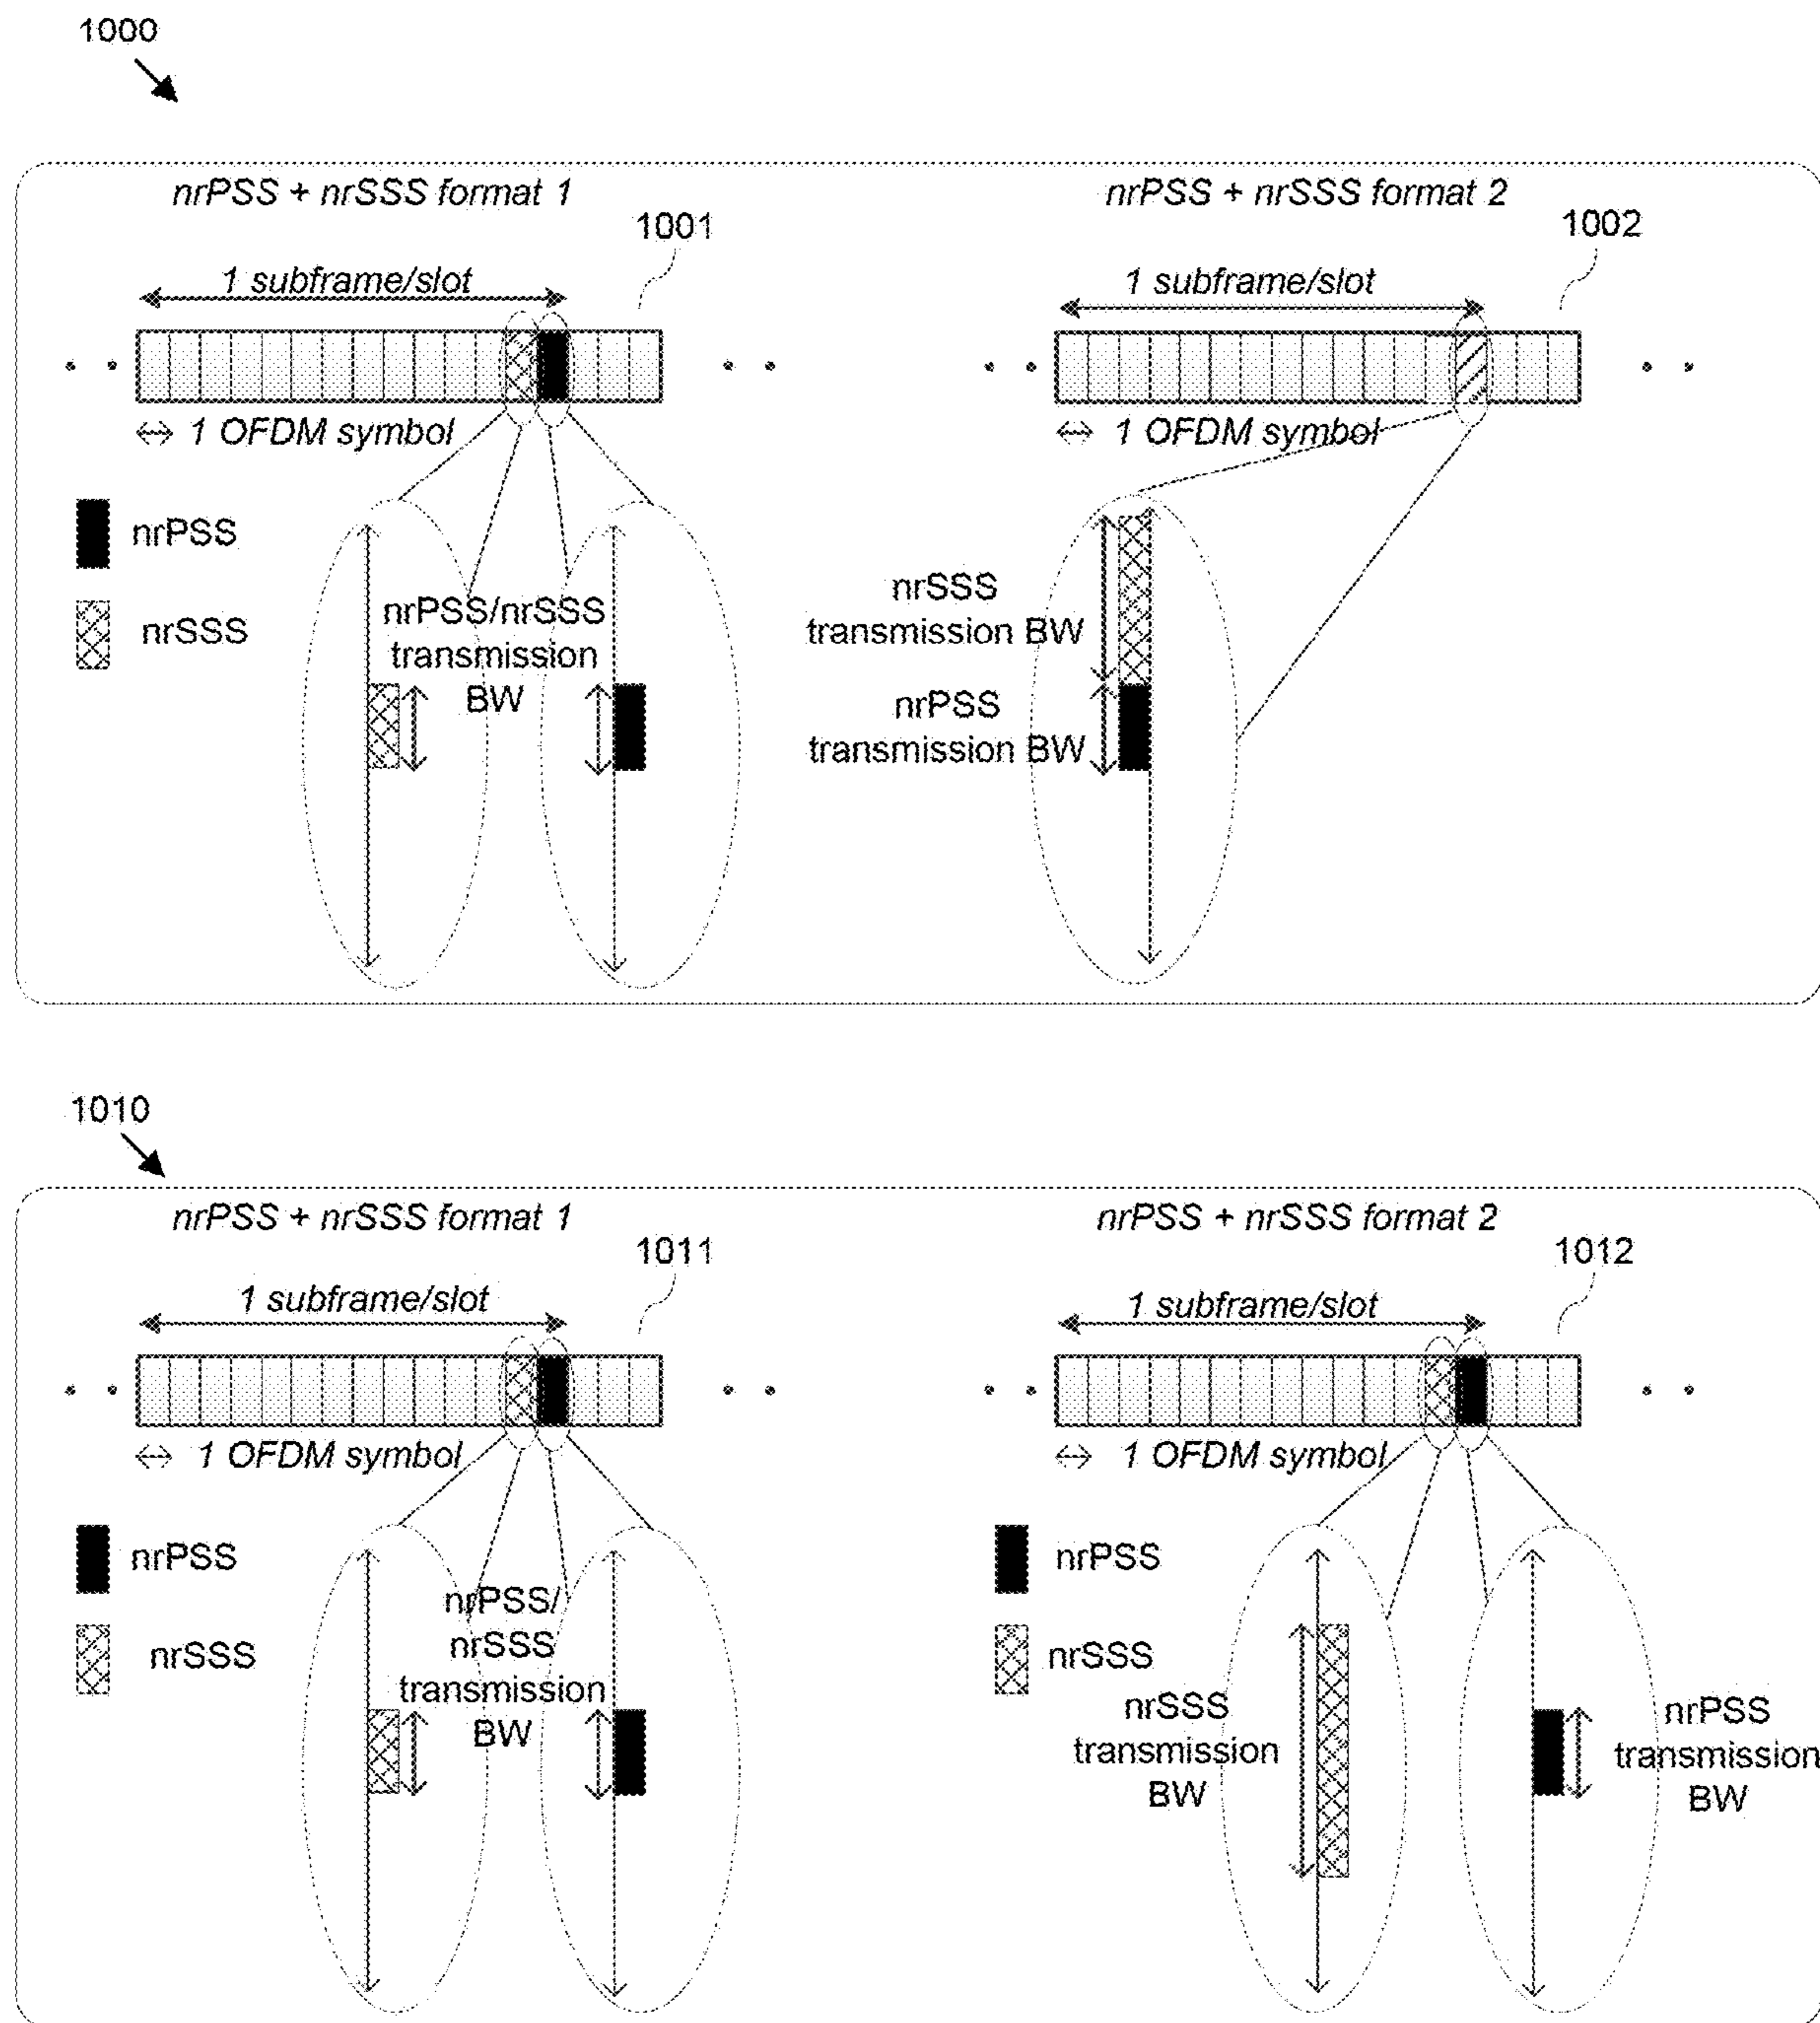 1000
nrPSS + nrSSS format 1
nrPSS + nrSSS format 2
1001
1002
1 subframe/slot
1 subframe/slot
1 OFDM symbol
1 OFDM symbol
nrPSS
nrSSS
nrPSS/nrSSS
transmission
BW
nrSSS
transmission BW
nrPSS
transmission BW
1010
nrPSS + nrSSS format 1
nrPSS + nrSSS format 2
1011
1012
1 subframe/slot
1 subframe/slot
1 OFDM symbol
1 OFDM symbol
nrPSS
nrSSS
nrPSS/
nrSSS
transmission
BW
nrPSS
nrSSS
nrSSS
transmission
BW
nrPSS
transmission
BW